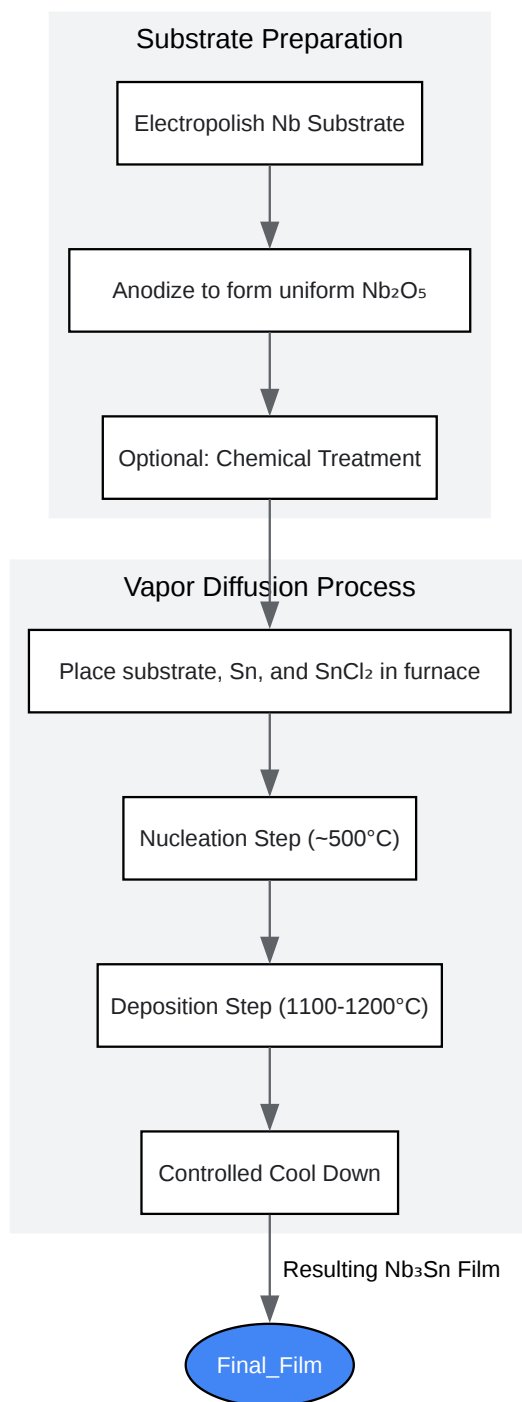 Substrate Preparation
Electropolish Nb Substrate
Anodize to form uniform Nb₂O₅
Optional: Chemical Treatment
Vapor Diffusion Process
Place substrate, Sn, and SnCl₂ in furnace
Nucleation Step (~500°C)
Deposition Step (1100-1200°C)
Controlled Cool Down
Resulting Nb₃Sn Film
Final_Film